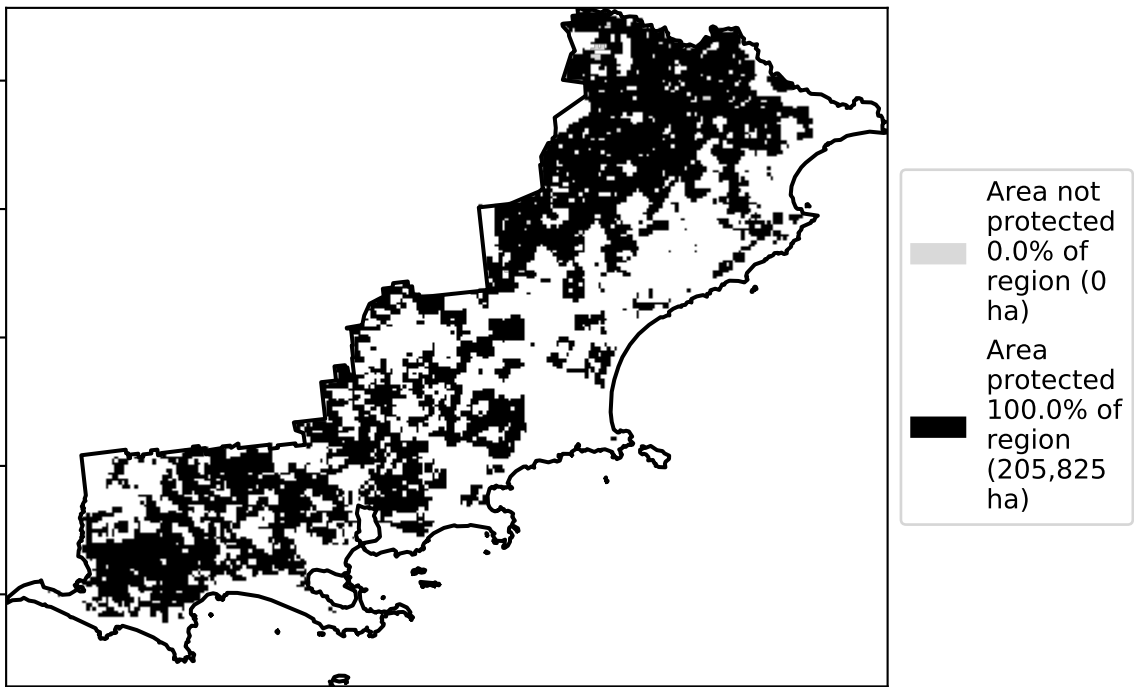 Area not
protected
0.0% of
region (0
ha)
Area
protected
100.0% of
region
(205,825
ha)